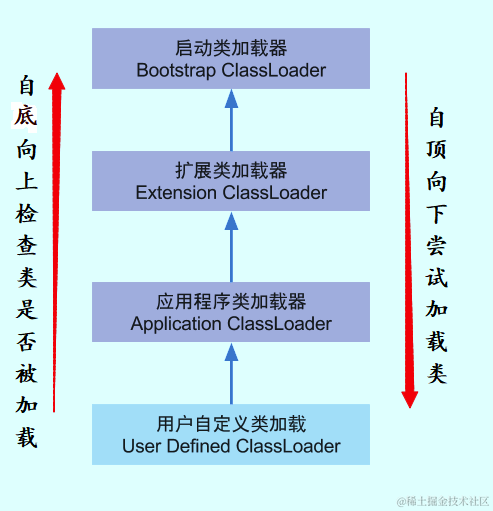 启动类加载器
Bootstrap ClassLoader
自底向上检查类是否被加载
自顶向下尝试加载类
扩展类加载器
Extension ClassLoader
应用程序类加载器
Application ClassLoader
用户自定义类加载
User Defined ClassLoader
@稀土掘金技术社区